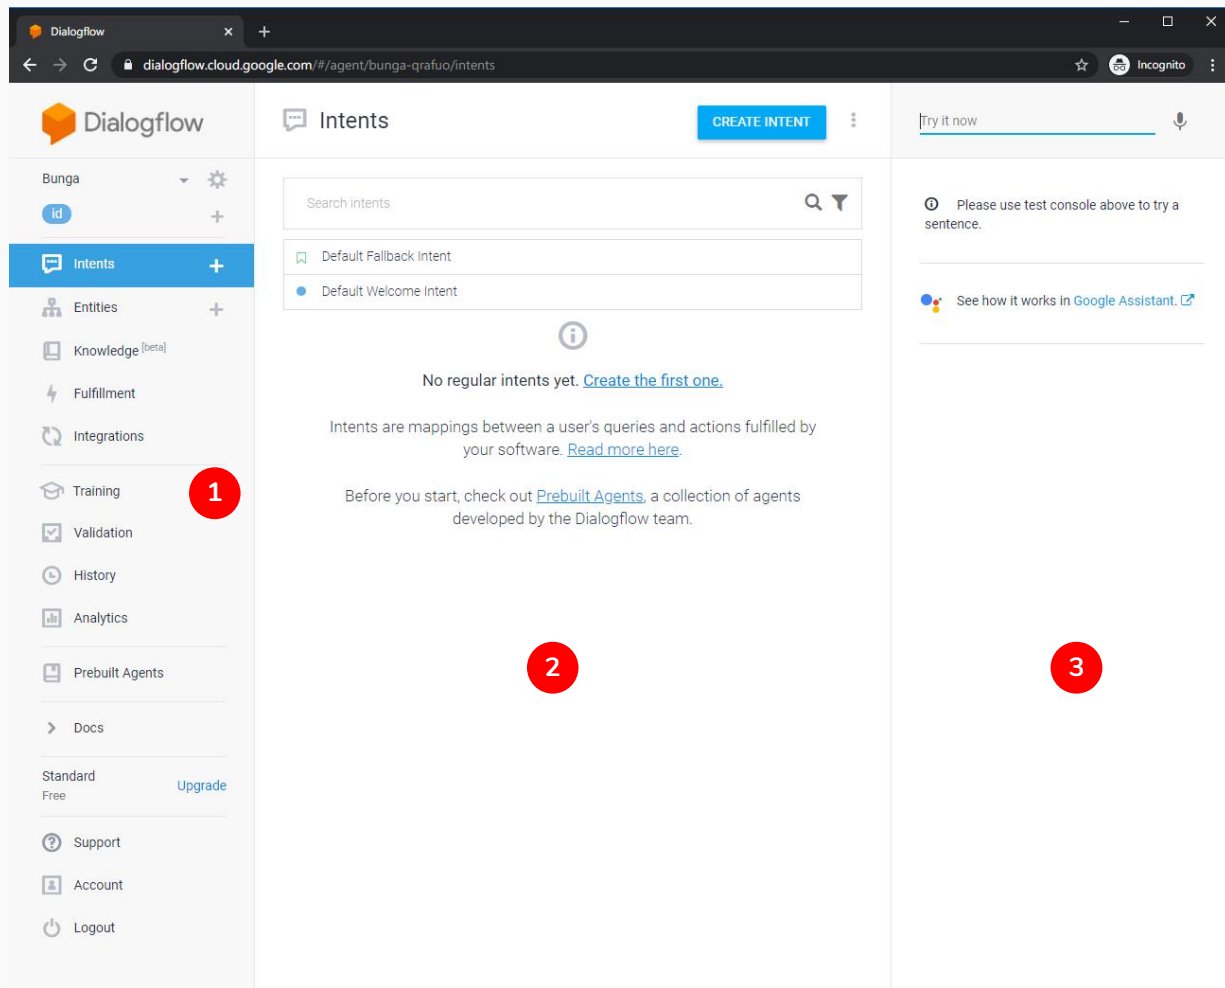 Dialogflow
dialogflow.cloud.google.com/#/agent/bunga-qrafuo/intents
Incognito
Dialogflow
Intents
CREATE INTENT
Try it now
Bunga
id
Intents
Entities
Knowledge [beta]
Fulfillment
Integrations
Training
1
Validation
History
Analytics
Prebuilt Agents
Docs
Standard
Free
Upgrade
Support
Account
Logout
Search intents
Default Fallback Intent
Default Welcome Intent
No regular intents yet. Create the first one.
Intents are mappings between a user's queries and actions fulfilled by
your software. Read more here.
Before you start, check out Prebuilt Agents, a collection of agents
developed by the Dialogflow team.
2
Please use test console above to try a
sentence.
See how it works in Google Assistant.
3